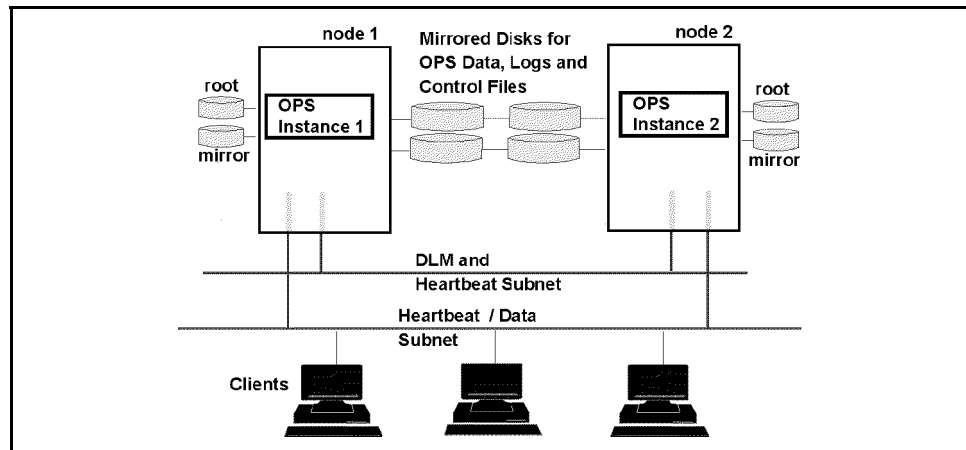 node 1
Mirrored Disks for
OPS Data, Logs and
Control Files
node 2
root
mirror
OPS
Instance 1
OPS
Instance 2
root
mirror
DLM and
Heartbeat Subnet
Heartbeat / Data
Subnet
Clients